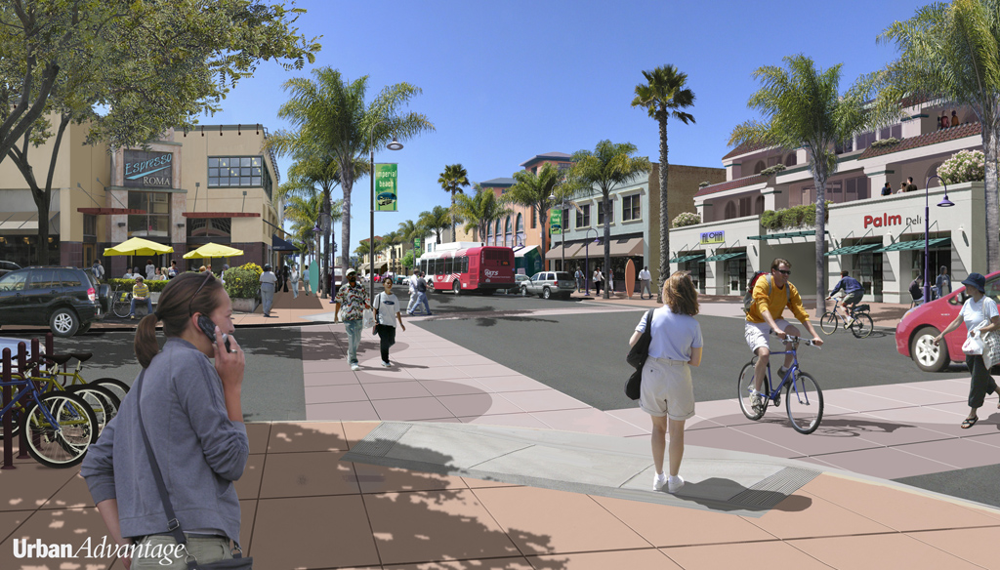 Espresso
ROMA
imperial
beach
Palm Deli
UrbanAdvantage